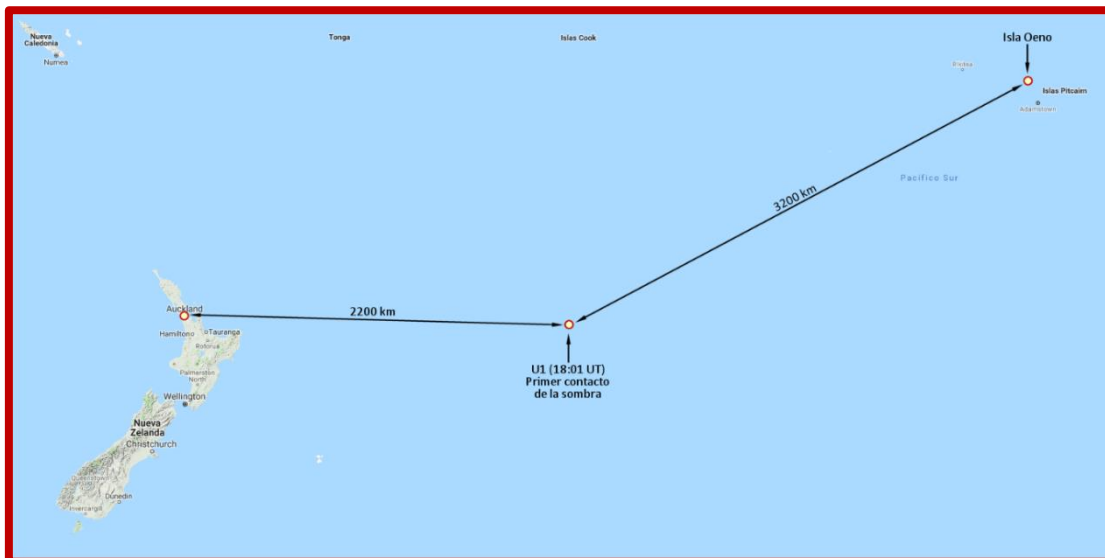 Nueva
Caledonia
Numea
Tonga
Islas Cook
Isla Oeno
Islas Pitcairn
Adamstown
Pacífico Sur
3200 km
Auckland
2200 km
Hamilton
Tauranga
Rotorua
U1 (18:01 UT)
Primer contacto
de la sombra
Palmerston
North
Wellington
Nueva
Zelanda
Christchurch
Queenstown
Dunedin
Invercargill